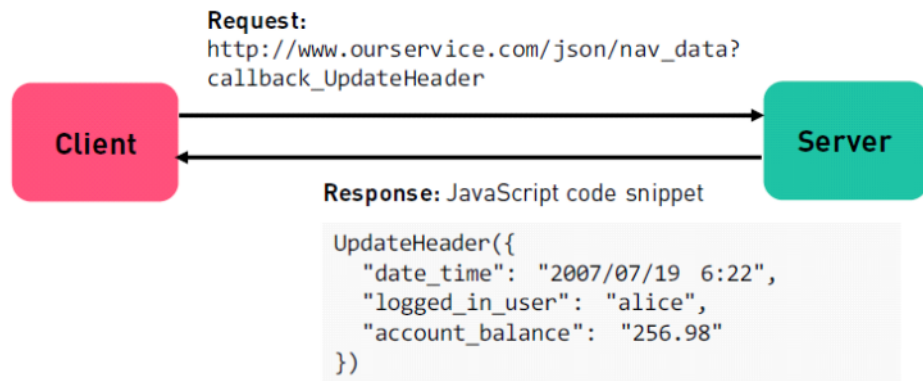 Request:
http://www.ourservice.com/json/nav_data?
callback_UpdateHeader
Client
Server
Response: JavaScript code snippet
UpdateHeader({
  "date_time": "2007/07/19 6:22",
  "logged_in_user": "alice",
  "account_balance": "256.98"
})